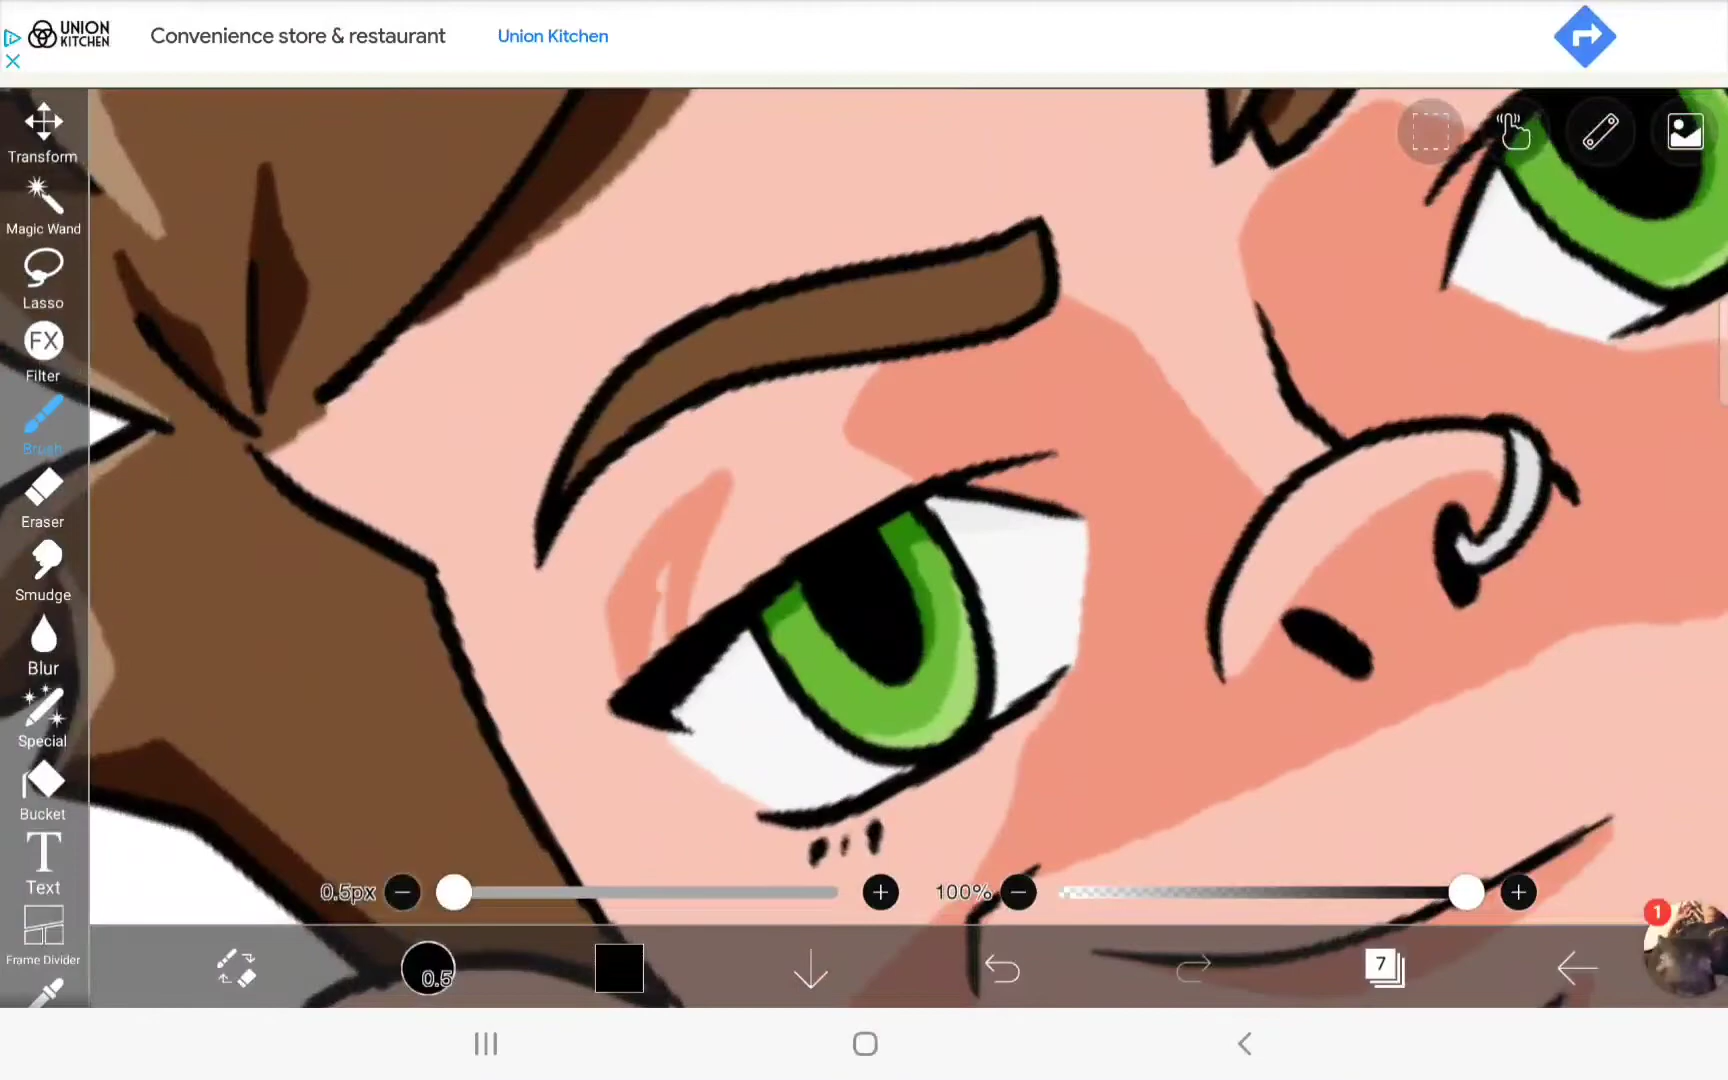 UNION
KITCHEN
Convenience store & restaurant
Union Kitchen
Transform
Magic Wand
Lasso
FX
Filter
Brush
Eraser
Smudge
Blur
Special
Bucket
T
Text
Frame Divider
0.5px
100%
0.5
7
1